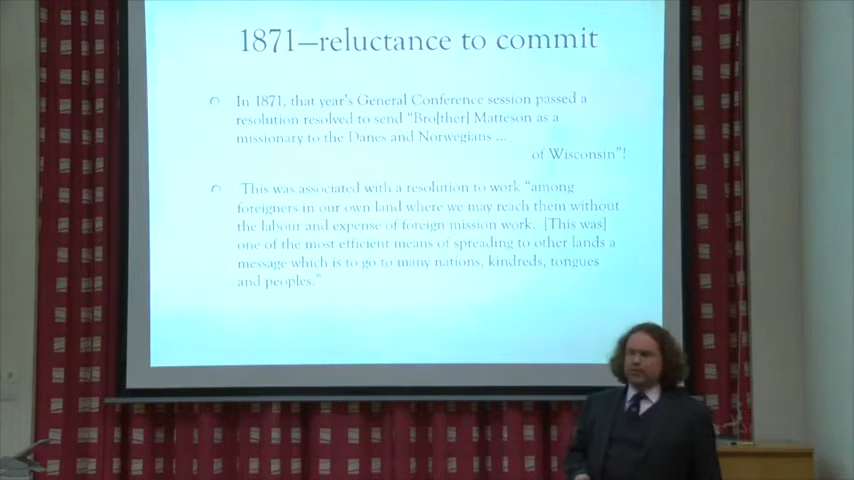 1871—reluctance to commit
In 1871, that year's General Conference session passed a
resolution resolved to send "Bro[ther] Matteson as a
missionary to the Danes and Norwegians ...
of Wisconsin"!
This was associated with a resolution to work "among
foreigners in our own land where we may reach them without
the labour and expense of foreign mission work. [This was]
one of the most efficient means of spreading to other lands a
message which is to go to many nations, kindreds, tongues
and peoples."